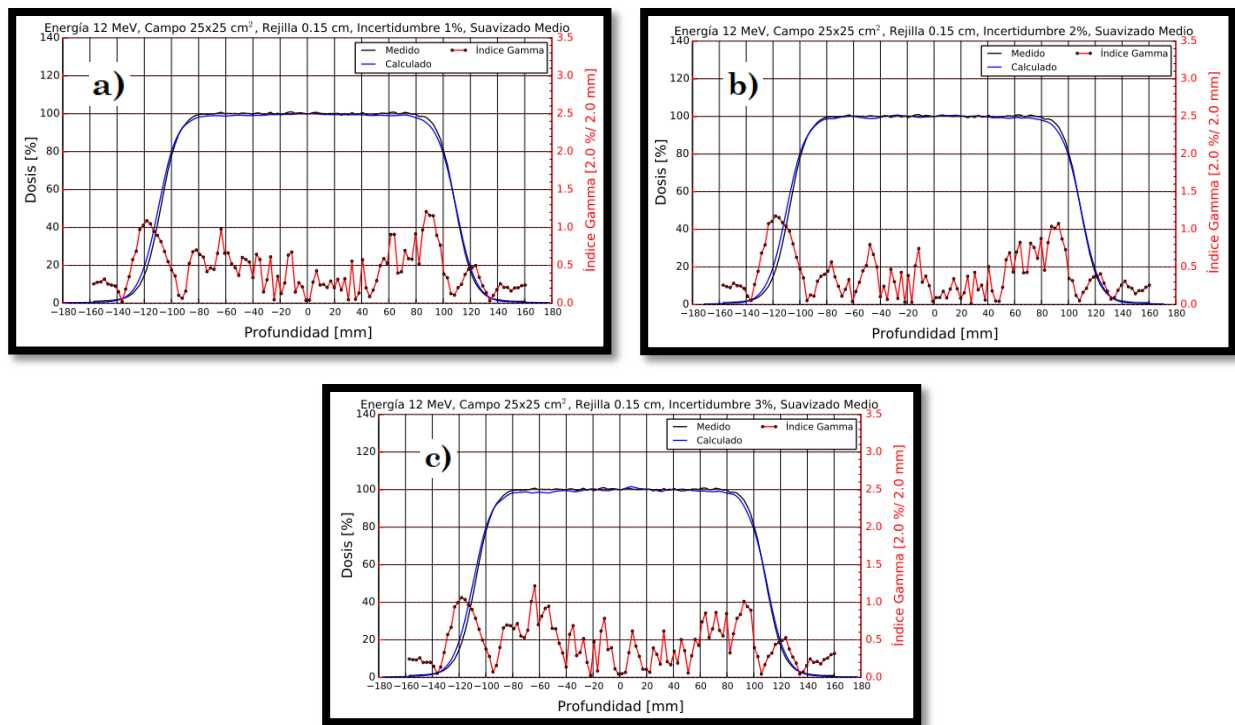 Energía 12 MeV, Campo 25x25 cm², Rejilla 0.15 cm, Incertidumbre 1%, Suavizado Medio
a)
Medido
Calculado
Índice Gamma
Dosis [%]
140
120
100
80
60
40
20
0
Índice Gamma [2.0 %/ 2.0 mm]
3.5
3.0
2.5
2.0
1.5
1.0
0.5
0.0
−180 −160 −140 −120 −100 −80 −60 −40 −20 0 20 40 60 80 100 120 140 160 180
Profundidad [mm]
Energía 12 MeV, Campo 25x25 cm², Rejilla 0.15 cm, Incertidumbre 2%, Suavizado Medio
b)
Medido
Calculado
Índice Gamma
Dosis [%]
140
120
100
80
60
40
20
0
Índice Gamma [2.0 %/ 2.0 mm]
3.5
3.0
2.5
2.0
1.5
1.0
0.5
0.0
−180 −160 −140 −120 −100 −80 −60 −40 −20 0 20 40 60 80 100 120 140 160 180
Profundidad [mm]
Energía 12 MeV, Campo 25x25 cm², Rejilla 0.15 cm, Incertidumbre 3%, Suavizado Medio
c)
Medido
Calculado
Índice Gamma
Dosis [%]
140
120
100
80
60
40
20
0
Índice Gamma [2.0 %/ 2.0 mm]
3.5
3.0
2.5
2.0
1.5
1.0
0.5
0.0
−180 −160 −140 −120 −100 −80 −60 −40 −20 0 20 40 60 80 100 120 140 160 180
Profundidad [mm]